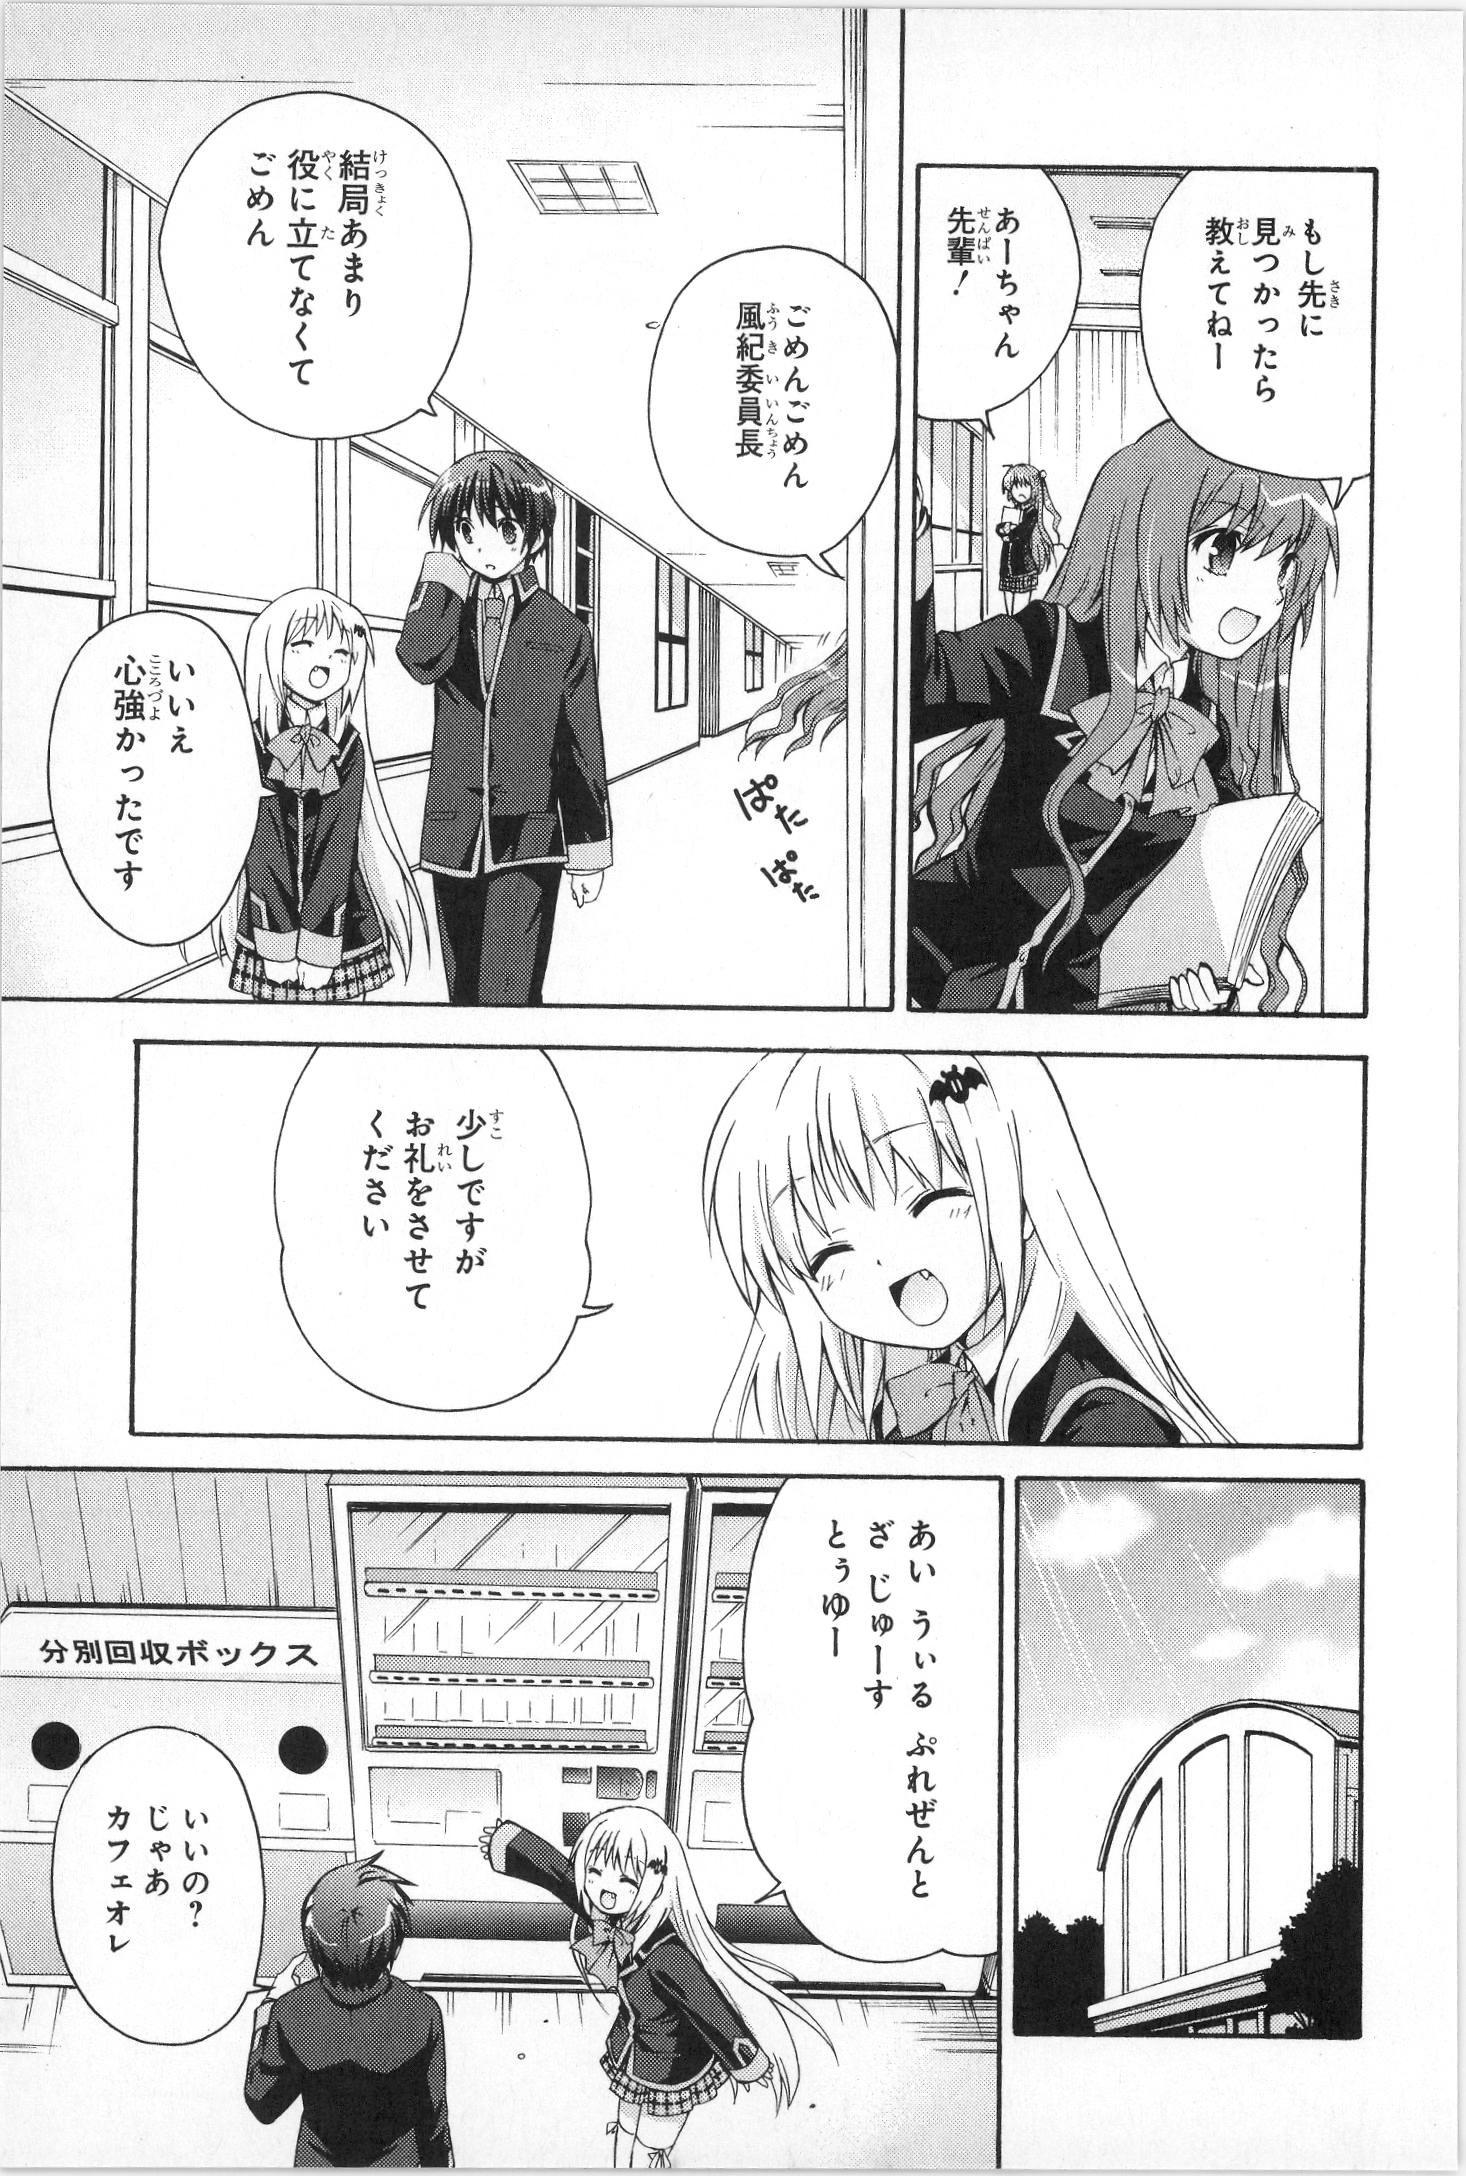 もし先に
見つかったら
教えてねー
あーちゃん
先輩！
ごめんごめん
風紀委員長
結局あまり
役に立てなくて
ごめん
いいえ
心強かったです
ぱた
ぱた
少しですが
お礼をさせて
ください
あい うぃる ぷれぜんと
ざ じゅーす
とぅゆー
分別回収ボックス
いいの？
じゃあ
カフェオレ